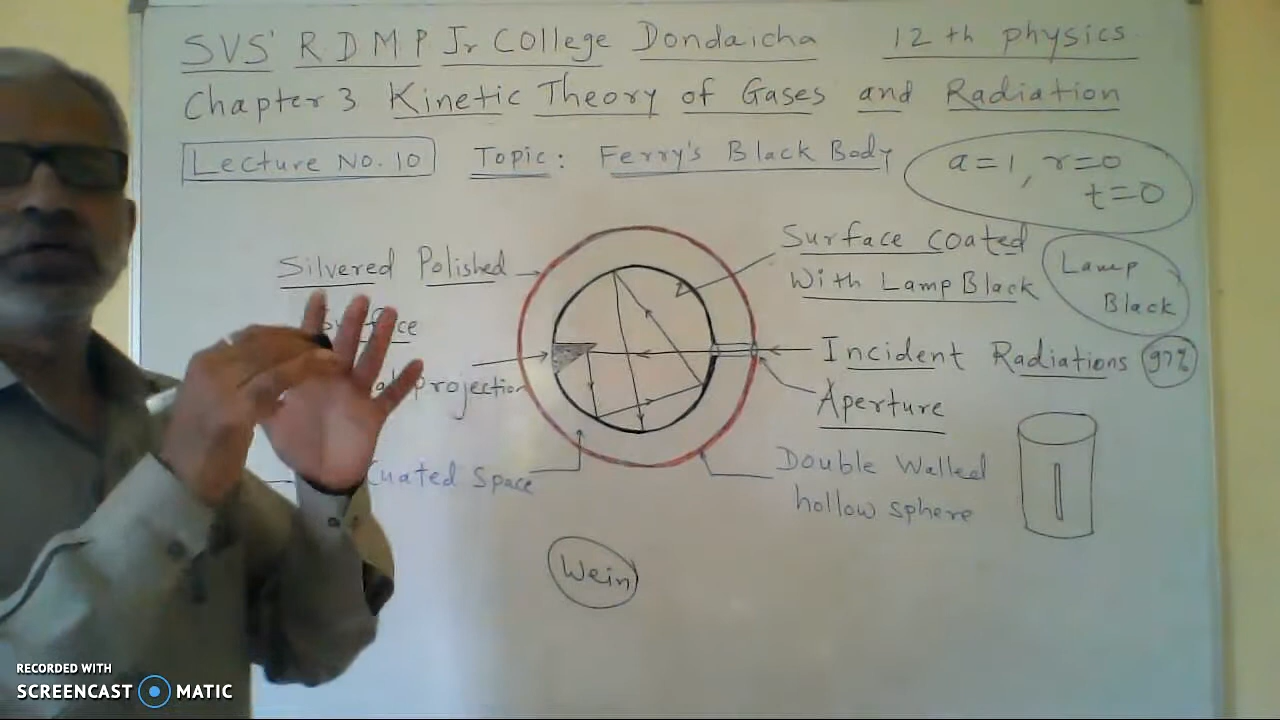 SVS' R D M P Jr College Dondaicha 12 th physics
Chapter 3 Kinetic Theory of Gases and Radiation
Lecture No. 10 Topic: Ferry's Black Body
a=1, r=0
t=0
Silvered Polished
Surface coated
With Lamp Black
Lamp
Black
Incident Radiations 97%
projection
Aperture
Space
Double Walled
hollow sphere
Wein
RECORDED WITH
SCREENCAST MATIC